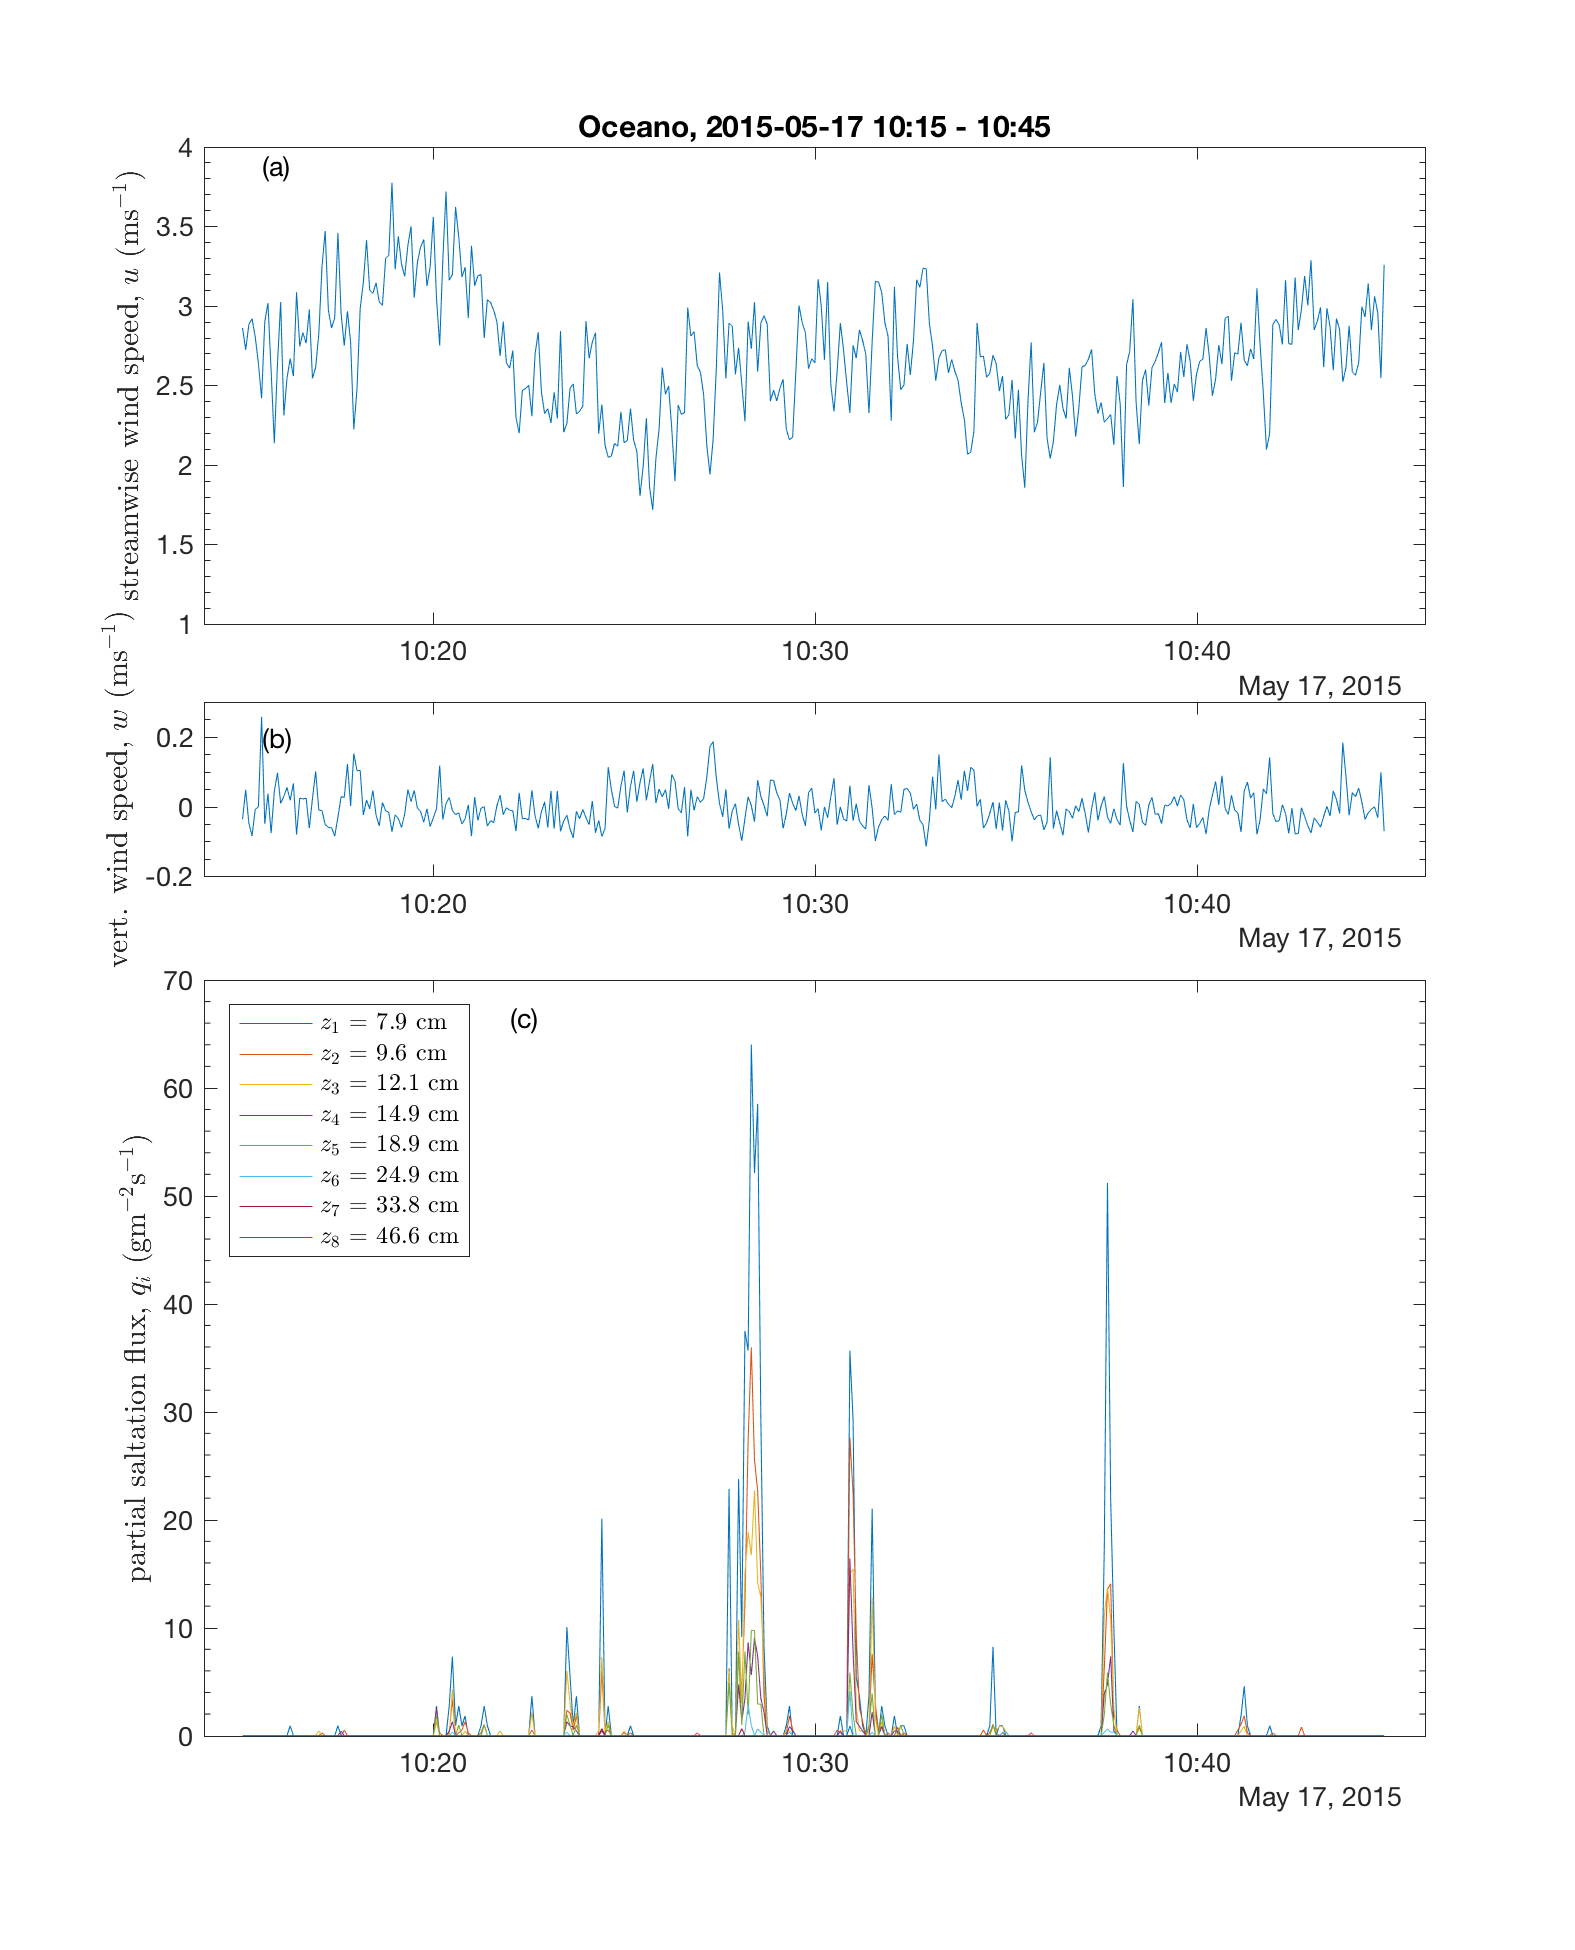 Oceano, 2015-05-17 10:15 - 10:45
(a)
streamwise wind speed, u (ms⁻¹)
4
3.5
3
2.5
2
1.5
1
10:20 10:30 10:40
May 17, 2015
(b)
vert. wind speed, w (ms⁻¹)
0.2
0
-0.2
10:20 10:30 10:40
May 17, 2015
(c)
partial saltation flux, qᵢ (gm⁻²s⁻¹)
70
60
50
40
30
20
10
0
z₁ = 7.9 cm
z₂ = 9.6 cm
z₃ = 12.1 cm
z₄ = 14.9 cm
z₅ = 18.9 cm
z₆ = 24.9 cm
z₇ = 33.8 cm
z₈ = 46.6 cm
10:20 10:30 10:40
May 17, 2015